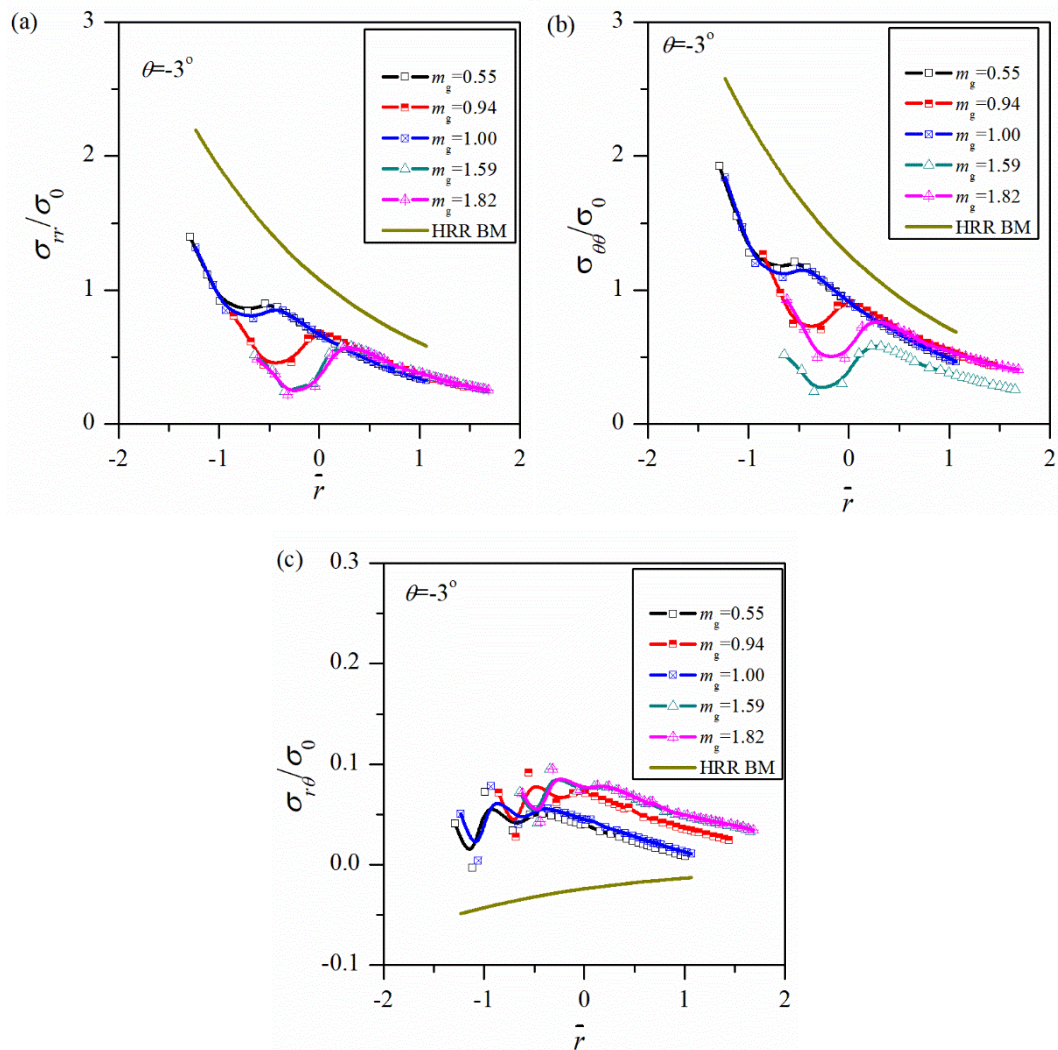 (a)
θ=-3°
m_g=0.55
m_g=0.94
m_g=1.00
m_g=1.59
m_g=1.82
HRR BM
σ_rr/σ_0
3
2
1
0
-2 -1 0 1 2
r̄
(b)
θ=-3°
m_g=0.55
m_g=0.94
m_g=1.00
m_g=1.59
m_g=1.82
HRR BM
σ_θθ/σ_0
3
2
1
0
-2 -1 0 1 2
r̄
(c)
θ=-3°
m_g=0.55
m_g=0.94
m_g=1.00
m_g=1.59
m_g=1.82
HRR BM
σ_rθ/σ_0
0.3
0.2
0.1
0.0
-0.1
-2 -1 0 1 2
r̄